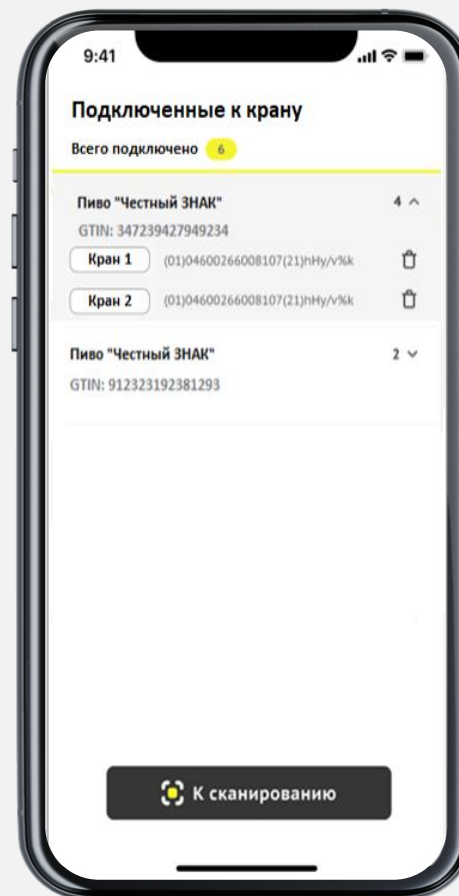 9:41
Подключенные к крану
Всего подключено 6
Пиво "Честный ЗНАК" 4
GTIN: 347239427949234
Кран 1 (01)04600266008107(21)hHy/v%k
Кран 2 (01)04600266008107(21)hHy/v%k
Пиво "Честный ЗНАК" 2
GTIN: 912323192381293
К сканированию